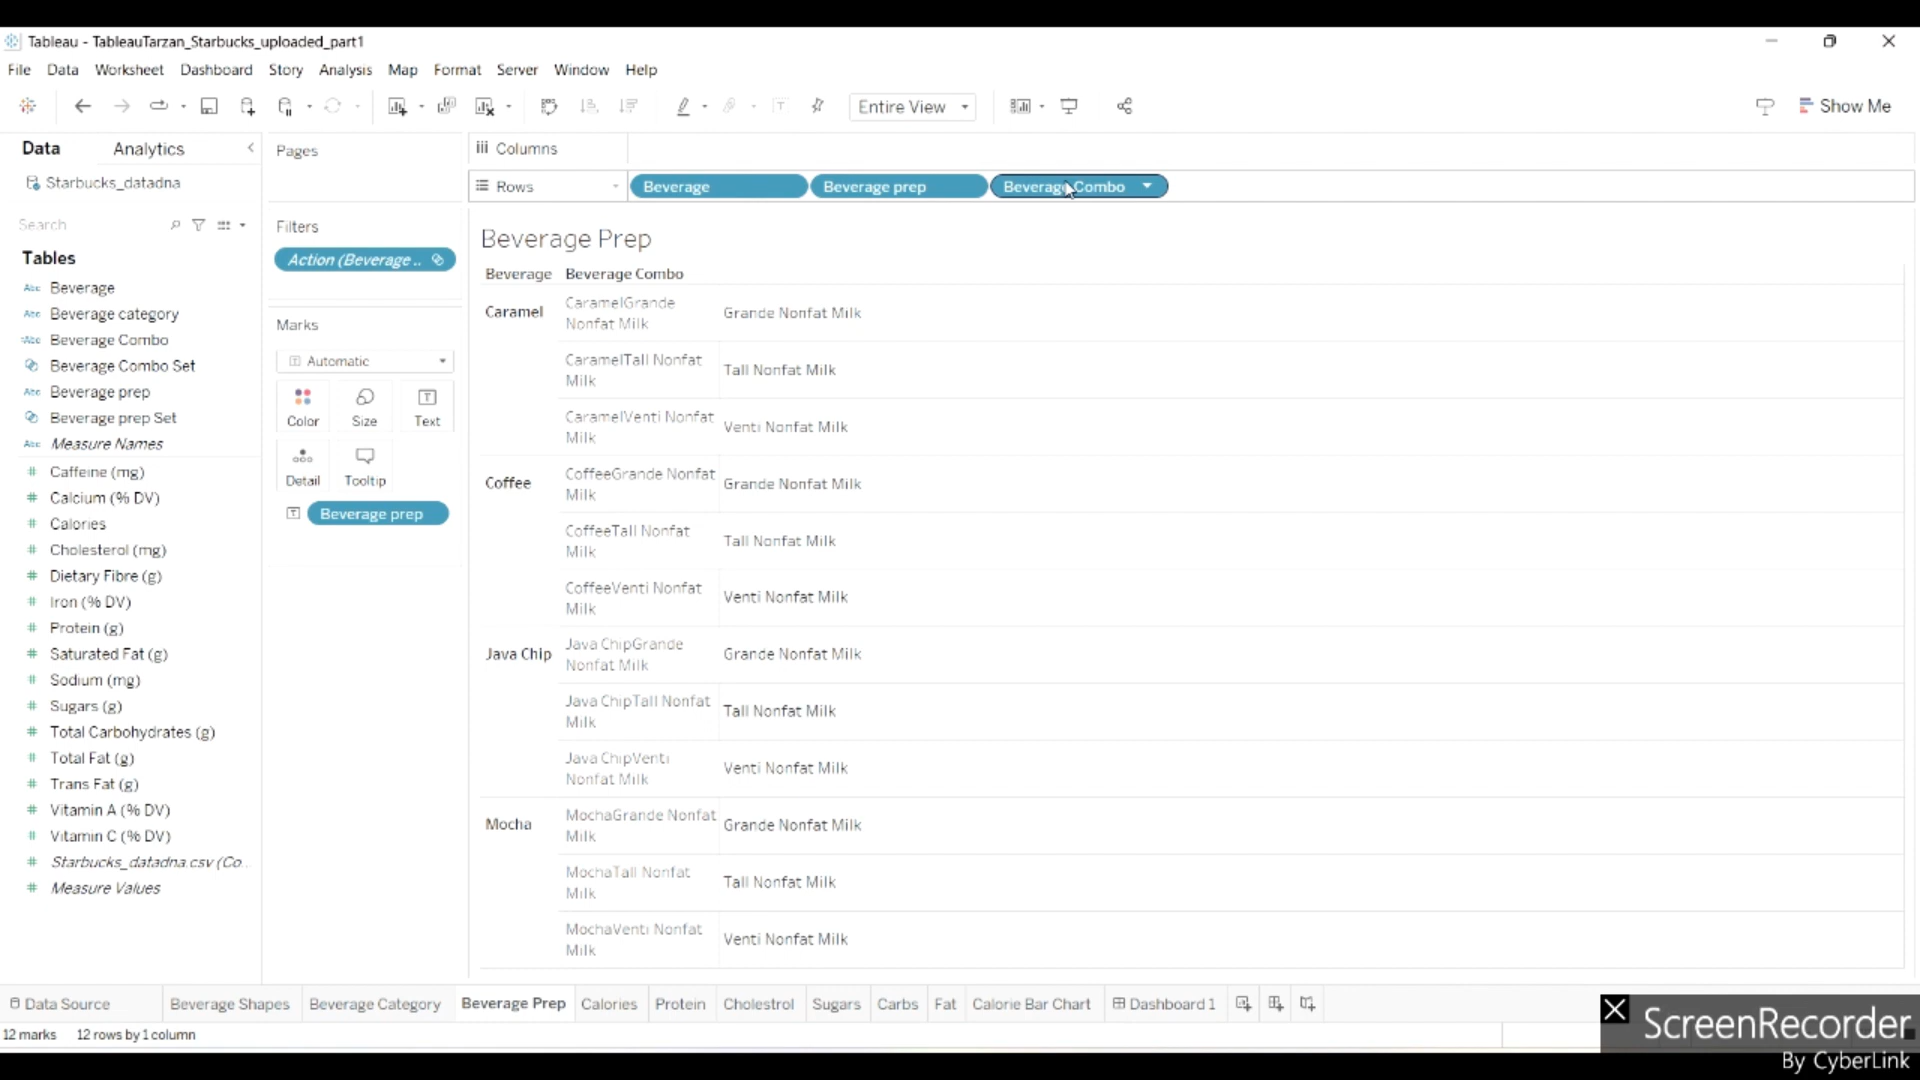 Tableau - TableauTarzan_Starbucks_uploaded_part1
File Data Worksheet Dashboard Story Analysis Map Format Server Window Help
Entire View
Show Me
Data Analytics
Pages
Columns
Starbucks_datadna
Rows
Beverage
Beverage prep
Beverage Combo
Search
Filters
Action (Beverage ..
Tables
Abc Beverage
Abc Beverage category
=Abc Beverage Combo
Beverage Combo Set
Abc Beverage prep
Beverage prep Set
Abc Measure Names
# Caffeine (mg)
# Calcium (% DV)
# Calories
# Cholesterol (mg)
# Dietary Fibre (g)
# Iron (% DV)
# Protein (g)
# Saturated Fat (g)
# Sodium (mg)
# Sugars (g)
# Total Carbohydrates (g)
# Total Fat (g)
# Trans Fat (g)
# Vitamin A (% DV)
# Vitamin C (% DV)
# Starbucks_datadna.csv (Co...
# Measure Values
Marks
T Automatic
Color
Size
T Text
Detail
Tooltip
T Beverage prep
Beverage Prep
Beverage Beverage Combo
Caramel
CaramelGrande
Nonfat Milk
Grande Nonfat Milk
CaramelTall Nonfat
Milk
Tall Nonfat Milk
CaramelVenti Nonfat
Milk
Venti Nonfat Milk
Coffee
CoffeeGrande Nonfat
Milk
Grande Nonfat Milk
CoffeeTall Nonfat
Milk
Tall Nonfat Milk
CoffeeVenti Nonfat
Milk
Venti Nonfat Milk
Java Chip
Java ChipGrande
Nonfat Milk
Grande Nonfat Milk
Java ChipTall Nonfat
Milk
Tall Nonfat Milk
Java ChipVenti
Nonfat Milk
Venti Nonfat Milk
Mocha
MochaGrande Nonfat
Milk
Grande Nonfat Milk
MochaTall Nonfat
Milk
Tall Nonfat Milk
MochaVenti Nonfat
Milk
Venti Nonfat Milk
Data Source Beverage Shapes Beverage Category Beverage Prep Calories Protein Cholestrol Sugars Carbs Fat Calorie Bar Chart Dashboard 1
12 marks 12 rows by 1 column
ScreenRecorder
By CyberLink